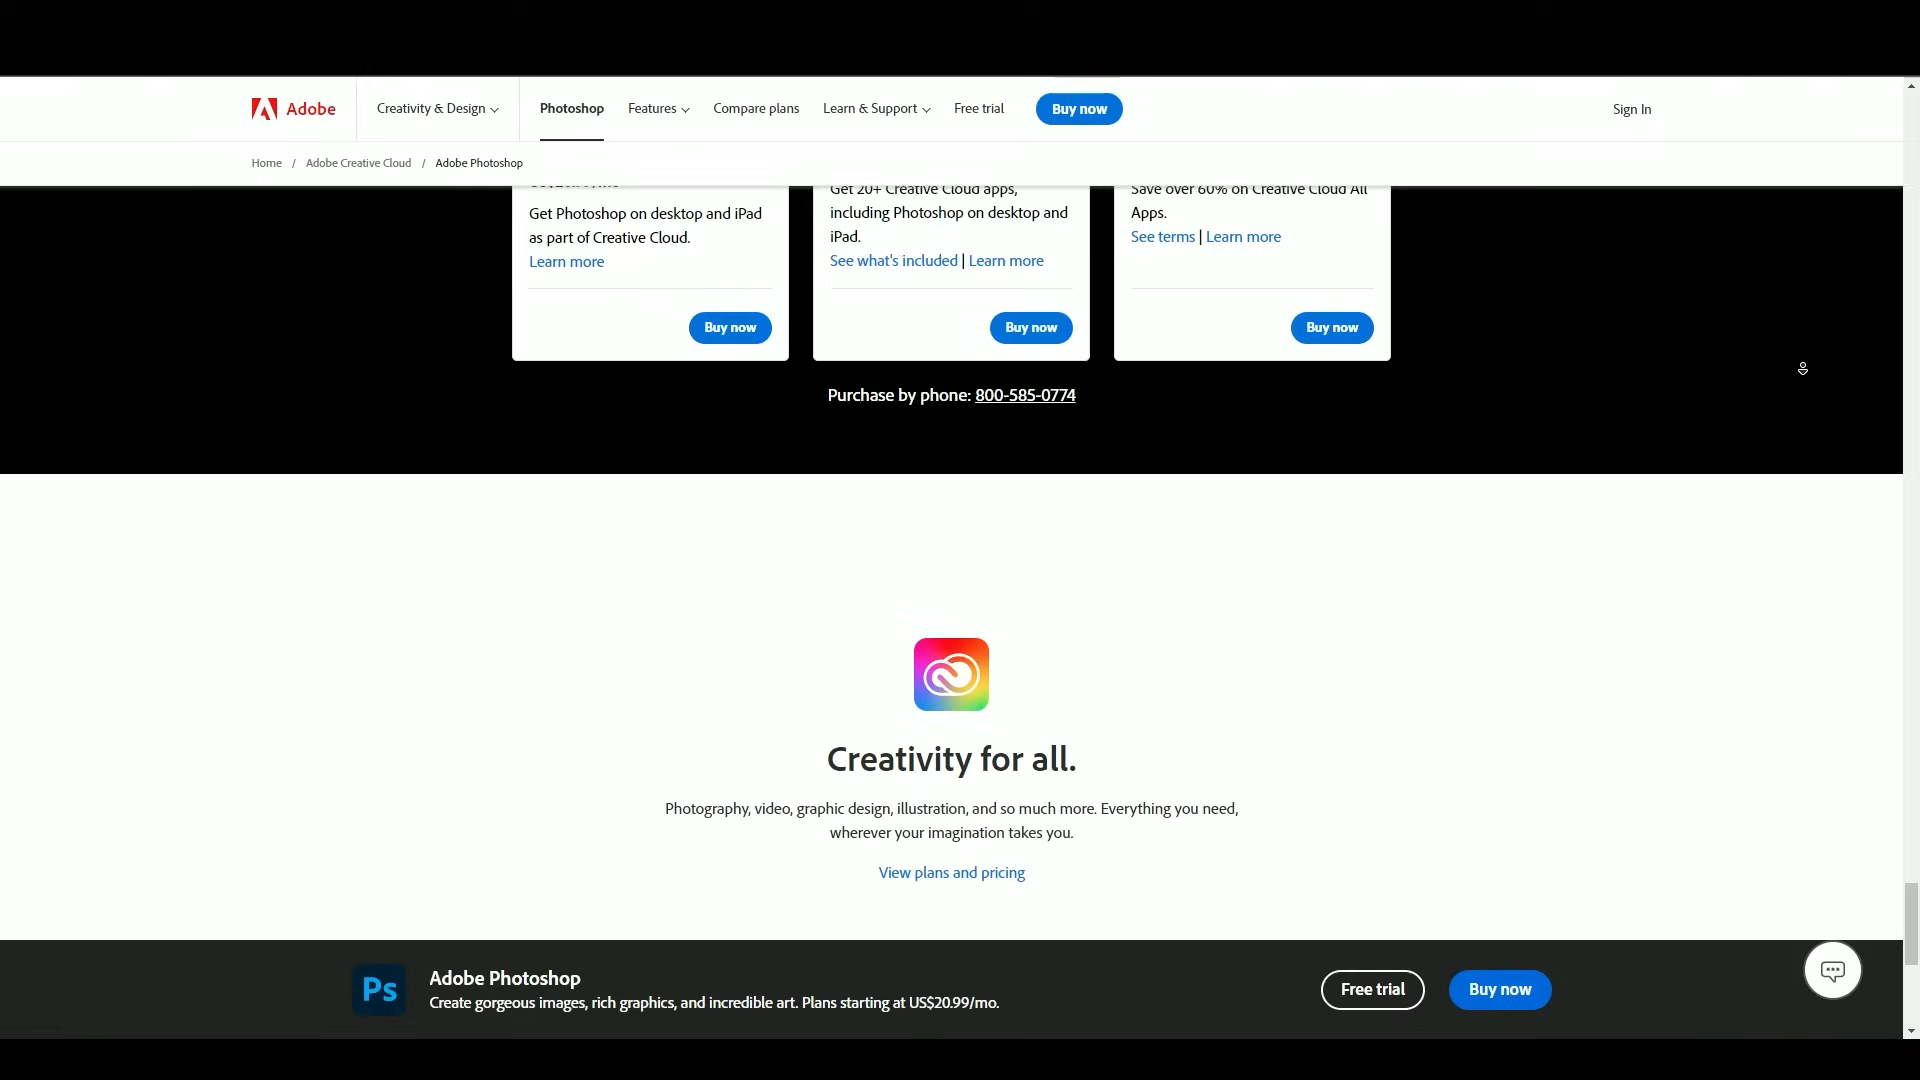 Adobe
Creativity & Design
Photoshop
Features
Compare plans
Learn & Support
Free trial
Buy now
Sign In
Home / Adobe Creative Cloud / Adobe Photoshop
Get Photoshop on desktop and iPad
as part of Creative Cloud.
Learn more
Buy now
Get 20+ Creative Cloud apps,
including Photoshop on desktop and
iPad.
See what's included | Learn more
Buy now
Save over 60% on Creative Cloud All
Apps.
See terms | Learn more
Buy now
Purchase by phone: 800-585-0774
Creativity for all.
Photography, video, graphic design, illustration, and so much more. Everything you need,
wherever your imagination takes you.
View plans and pricing
Ps
Adobe Photoshop
Create gorgeous images, rich graphics, and incredible art. Plans starting at US$20.99/mo.
Free trial
Buy now